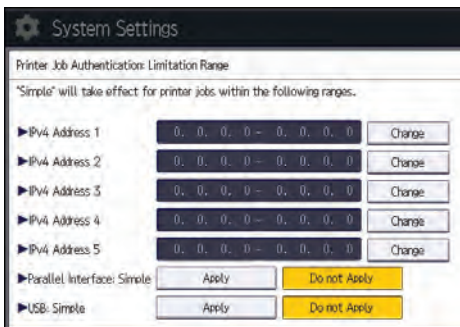 System Settings
Printer Job Authentication: Limitation Range
"Simple" will take effect for printer jobs within the following ranges.
►IPv4 Address 1 0. 0. 0. 0 – 0. 0. 0. 0 Change
►IPv4 Address 2 0. 0. 0. 0 – 0. 0. 0. 0 Change
►IPv4 Address 3 0. 0. 0. 0 – 0. 0. 0. 0 Change
►IPv4 Address 4 0. 0. 0. 0 – 0. 0. 0. 0 Change
►IPv4 Address 5 0. 0. 0. 0 – 0. 0. 0. 0 Change
►Parallel Interface: Simple Apply Do not Apply
►USB: Simple Apply Do not Apply